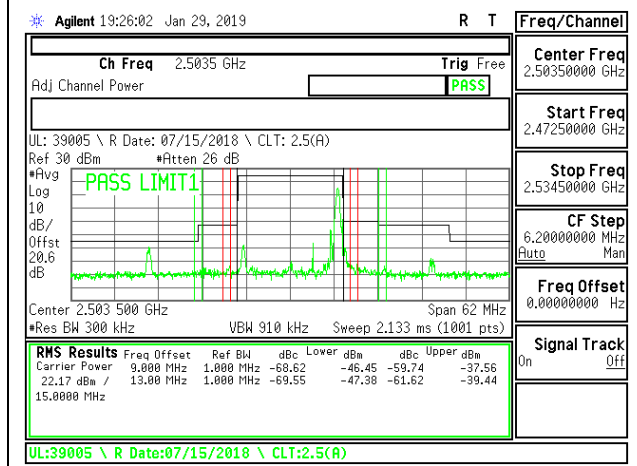 Agilent 19:26:02 Jan 29, 2019 R T
Freq/Channel
Ch Freq 2.5035 GHz Trig Free
Adj Channel Power PASS
UL: 39005 \ R Date: 07/15/2018 \ CLT: 2.5(A)
Ref 30 dBm #Atten 26 dB
#Avg
Log
10
dB/
Offst
20.6
dB
PASS LIMIT1
Center 2.503 500 GHz Span 62 MHz
#Res BW 300 kHz VBW 910 kHz Sweep 2.133 ms (1001 pts)
RMS Results Freq Offset Ref BW dBc Lower dBm dBc Upper dBm
Carrier Power 9.000 MHz 1.000 MHz -68.62 -46.45 -59.74 -37.56
22.17 dBm / 13.00 MHz 1.000 MHz -69.55 -47.38 -61.62 -39.44
15.0000 MHz
UL:39005 \ R Date:07/15/2018 \ CLT:2.5(A)
Center Freq
2.50350000 GHz
Start Freq
2.47250000 GHz
Stop Freq
2.53450000 GHz
CF Step
6.20000000 MHz
Auto Man
Freq Offset
0.00000000 Hz
Signal Track
On Off